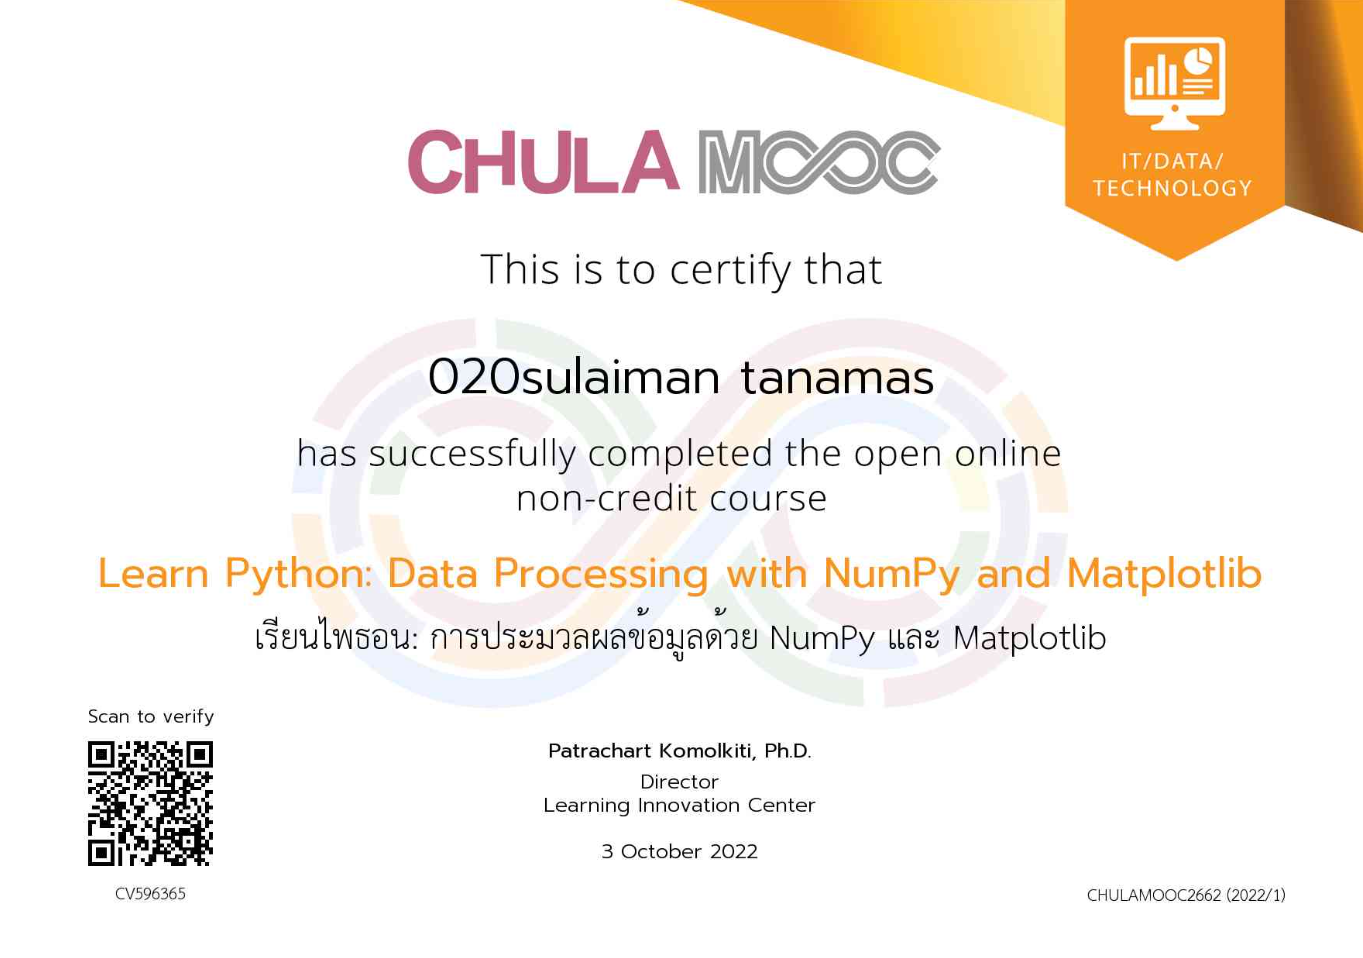 CHULA MOOC
IT/DATA/
TECHNOLOGY
This is to certify that
020sulaiman tanamas
has successfully completed the open online
non-credit course
Learn Python: Data Processing with NumPy and Matplotlib
เรียนไพธอน: การประมวลผลข้อมูลด้วย NumPy และ Matplotlib
Scan to verify
CV596365
Patrachart Komolkiti, Ph.D.
Director
Learning Innovation Center
3 October 2022
CHULAMOOC2662 (2022/1)